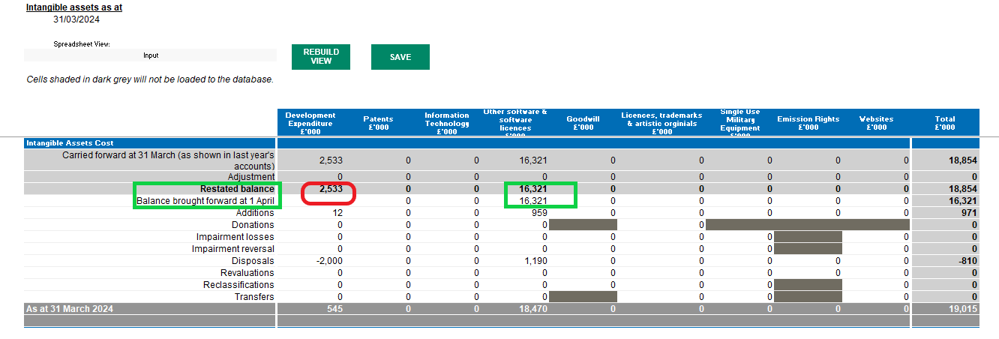 Intangible assets as at
31/03/2024
Spreadsheet View:
Input
REBUILD
VIEW
SAVE
Cells shaded in dark grey will not be loaded to the database.
Development Expenditure £'000 Patents £'000 Information Technology £'000 Other software & software licences £'000 Goodwill £'000 Licences, trademarks & artistic orginials £'000 Single Use Military Equipment £'000 Emission Rights £'000 Websites £'000 Total £'000
Intangible Assets Cost
Carried forward at 31 March (as shown in last year's accounts) 2,533 0 0 16,321 0 0 0 0 0 18,854
Adjustment 0 0 0 0 0 0 0 0 0 0
Restated balance 2,533 0 0 16,321 0 0 0 0 0 18,854
Balance brought forward at 1 April 0 0 16,321 0 0 0 0 0 16,321
Additions 12 0 0 959 0 0 0 0 0 971
Donations 0 0 0 0 0 0
Impairment losses 0 0 0 0 0 0 0 0 0
Impairment reversal 0 0 0 0 0 0 0 0 0
Disposals -2,000 0 0 1,190 0 0 0 0 0 -810
Revaluations 0 0 0 0 0 0 0 0 0 0
Reclassifications 0 0 0 0 0 0 0 0 0
Transfers 0 0 0 0 0 0 0 0
As at 31 March 2024 545 0 0 18,470 0 0 0 0 0 19,015